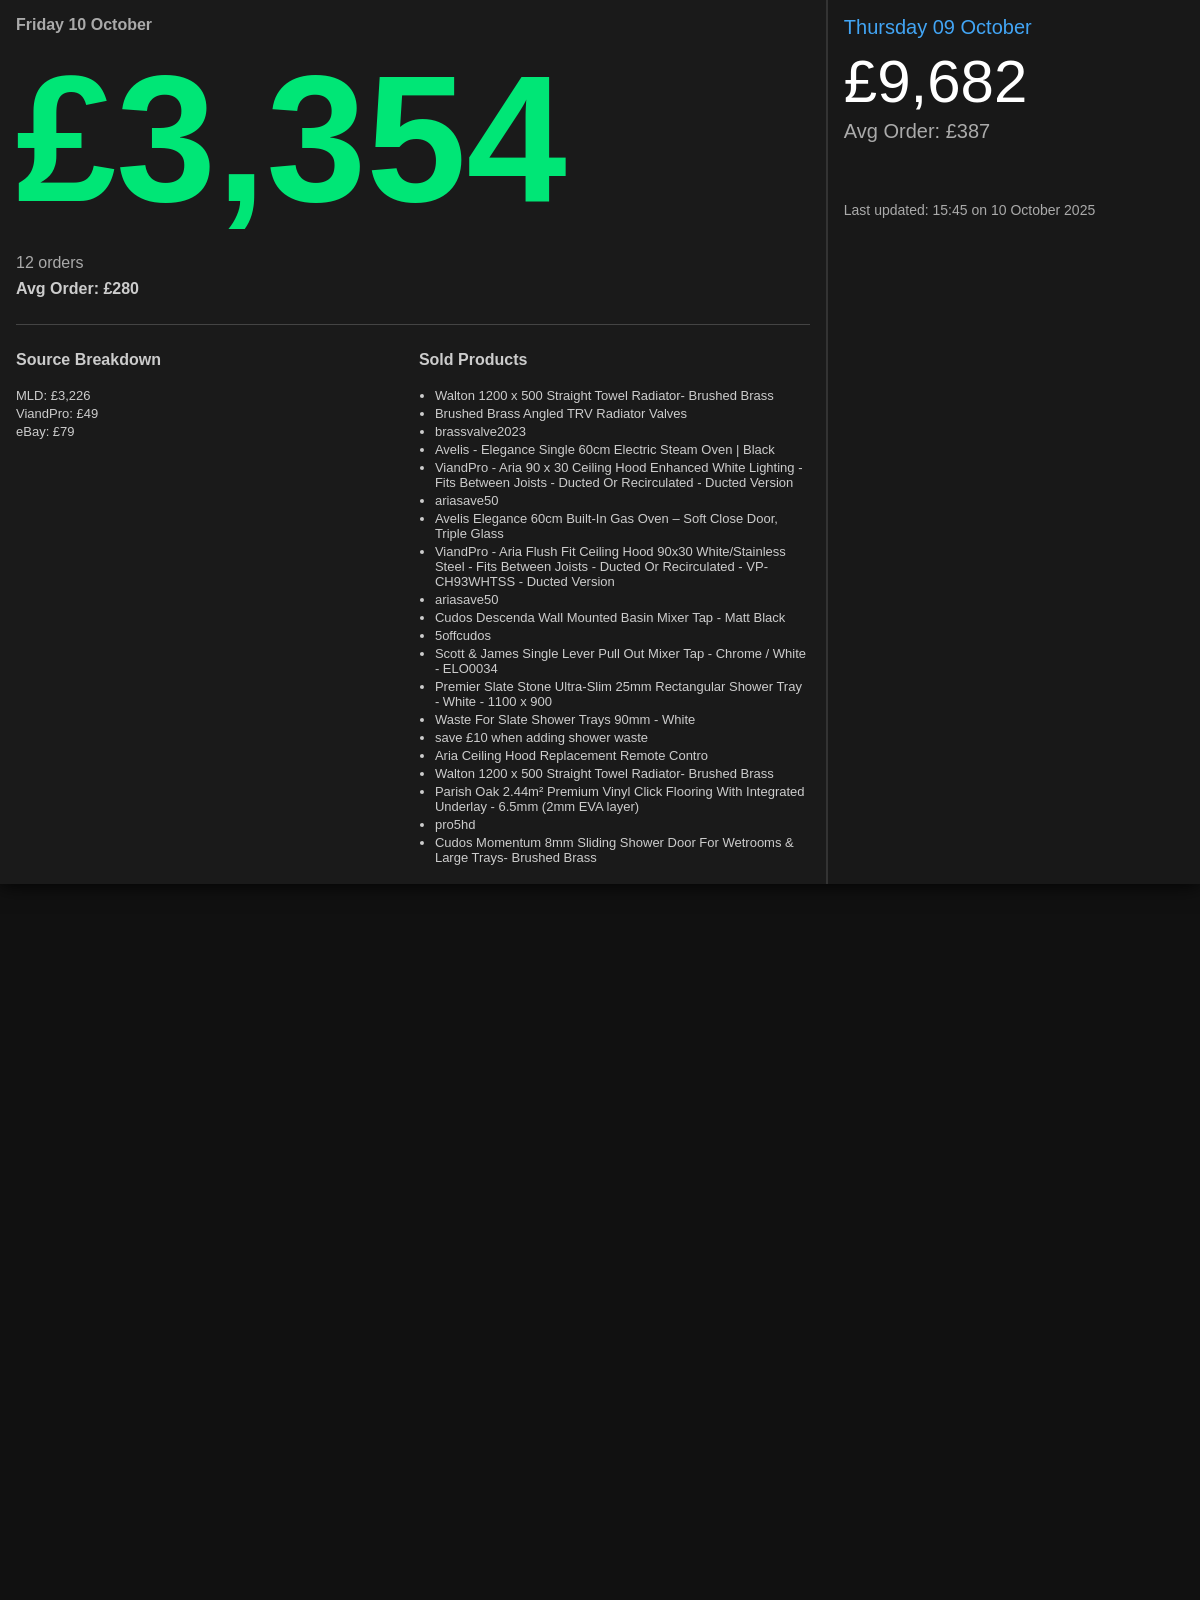 Friday 10 October
£3,354
12 orders
Avg Order: £280
Source Breakdown
MLD: £3,226
ViandPro: £49
eBay: £79
Sold Products
Walton 1200 x 500 Straight Towel Radiator- Brushed Brass
Brushed Brass Angled TRV Radiator Valves
brassvalve2023
Avelis - Elegance Single 60cm Electric Steam Oven | Black
ViandPro - Aria 90 x 30 Ceiling Hood Enhanced White Lighting -
Fits Between Joists - Ducted Or Recirculated - Ducted Version
ariasave50
Avelis Elegance 60cm Built-In Gas Oven – Soft Close Door,
Triple Glass
ViandPro - Aria Flush Fit Ceiling Hood 90x30 White/Stainless
Steel - Fits Between Joists - Ducted Or Recirculated - VP-
CH93WHTSS - Ducted Version
ariasave50
Cudos Descenda Wall Mounted Basin Mixer Tap - Matt Black
5offcudos
Scott & James Single Lever Pull Out Mixer Tap - Chrome / White
- ELO0034
Premier Slate Stone Ultra-Slim 25mm Rectangular Shower Tray
- White - 1100 x 900
Waste For Slate Shower Trays 90mm - White
save £10 when adding shower waste
Aria Ceiling Hood Replacement Remote Contro
Walton 1200 x 500 Straight Towel Radiator- Brushed Brass
Parish Oak 2.44m² Premium Vinyl Click Flooring With Integrated
Underlay - 6.5mm (2mm EVA layer)
pro5hd
Cudos Momentum 8mm Sliding Shower Door For Wetrooms &
Large Trays- Brushed Brass
Thursday 09 October
£9,682
Avg Order: £387
Last updated: 15:45 on 10 October 2025